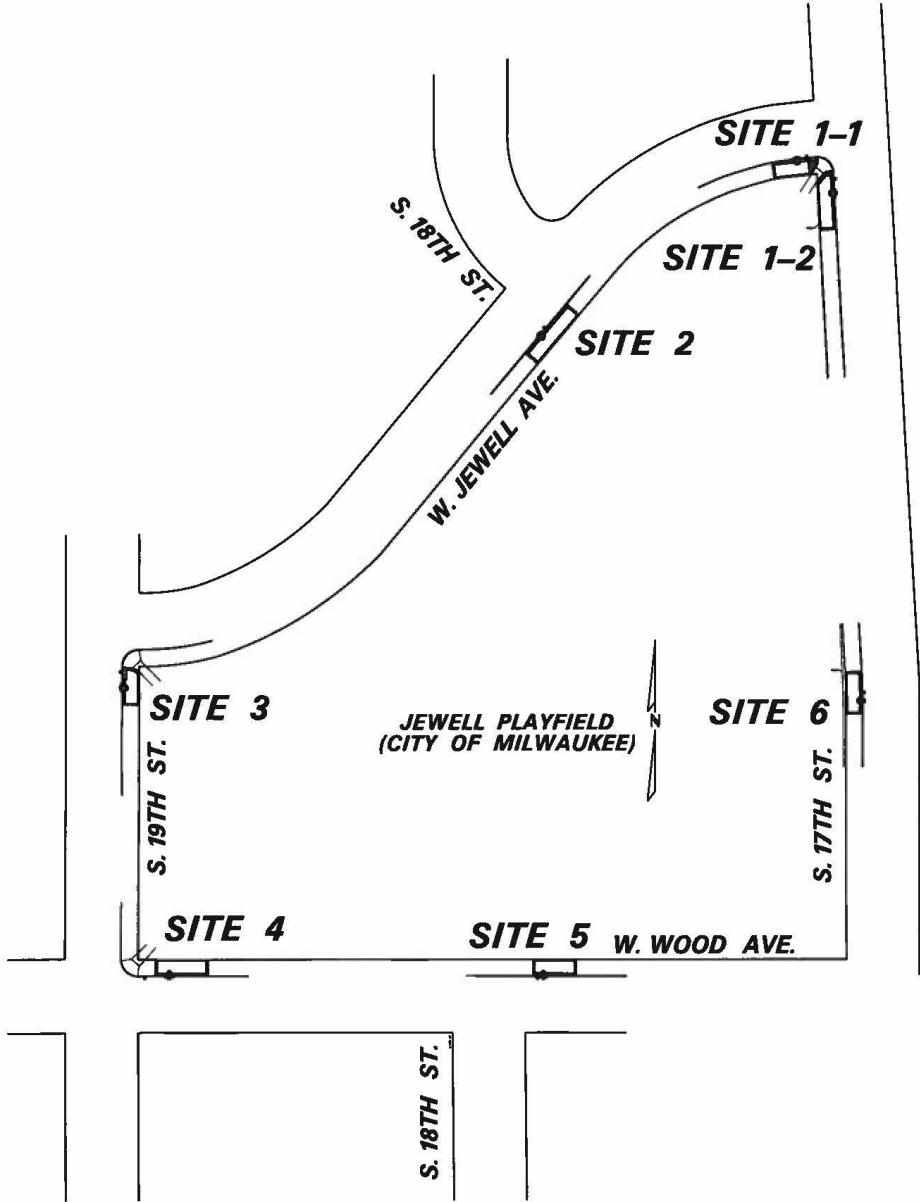 SITE 1–1
S. 18TH ST.
SITE 1–2
SITE 2
W. JEWELL AVE.
SITE 3
JEWELL PLAYFIELD
(CITY OF MILWAUKEE)
N
SITE 6
S. 19TH ST.
S. 17TH ST.
SITE 4
SITE 5
W. WOOD AVE.
S. 18TH ST.